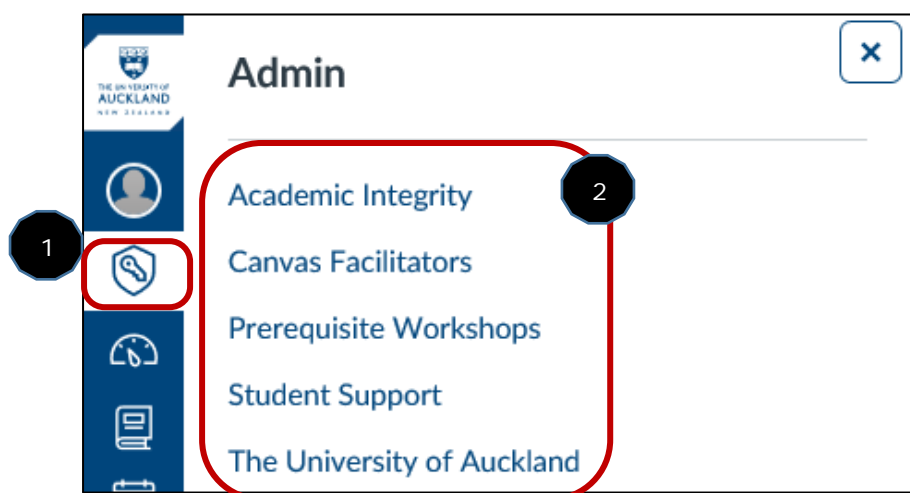 THE UNIVERSITY OF
AUCKLAND
NEW ZEALAND
Admin
×
1
2
Academic Integrity
Canvas Facilitators
Prerequisite Workshops
Student Support
The University of Auckland